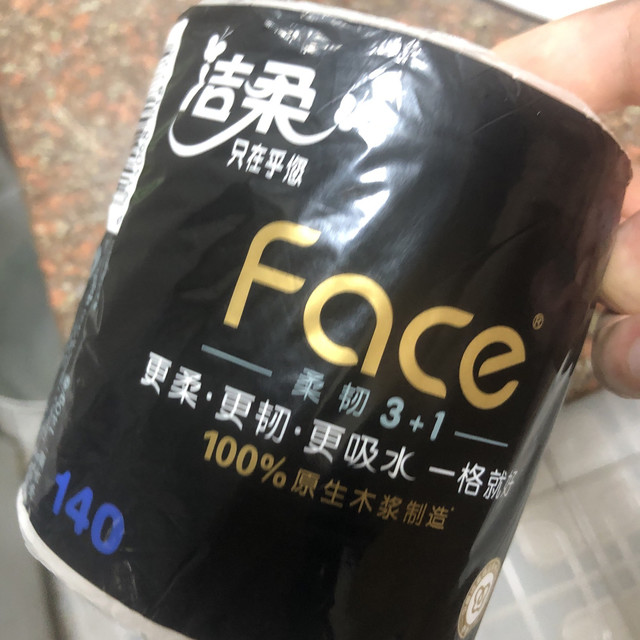 洁柔
只在乎您
Face®
柔韧 3+1
更柔·更韧·更吸水 一格就好
100%原生木浆制造*
140